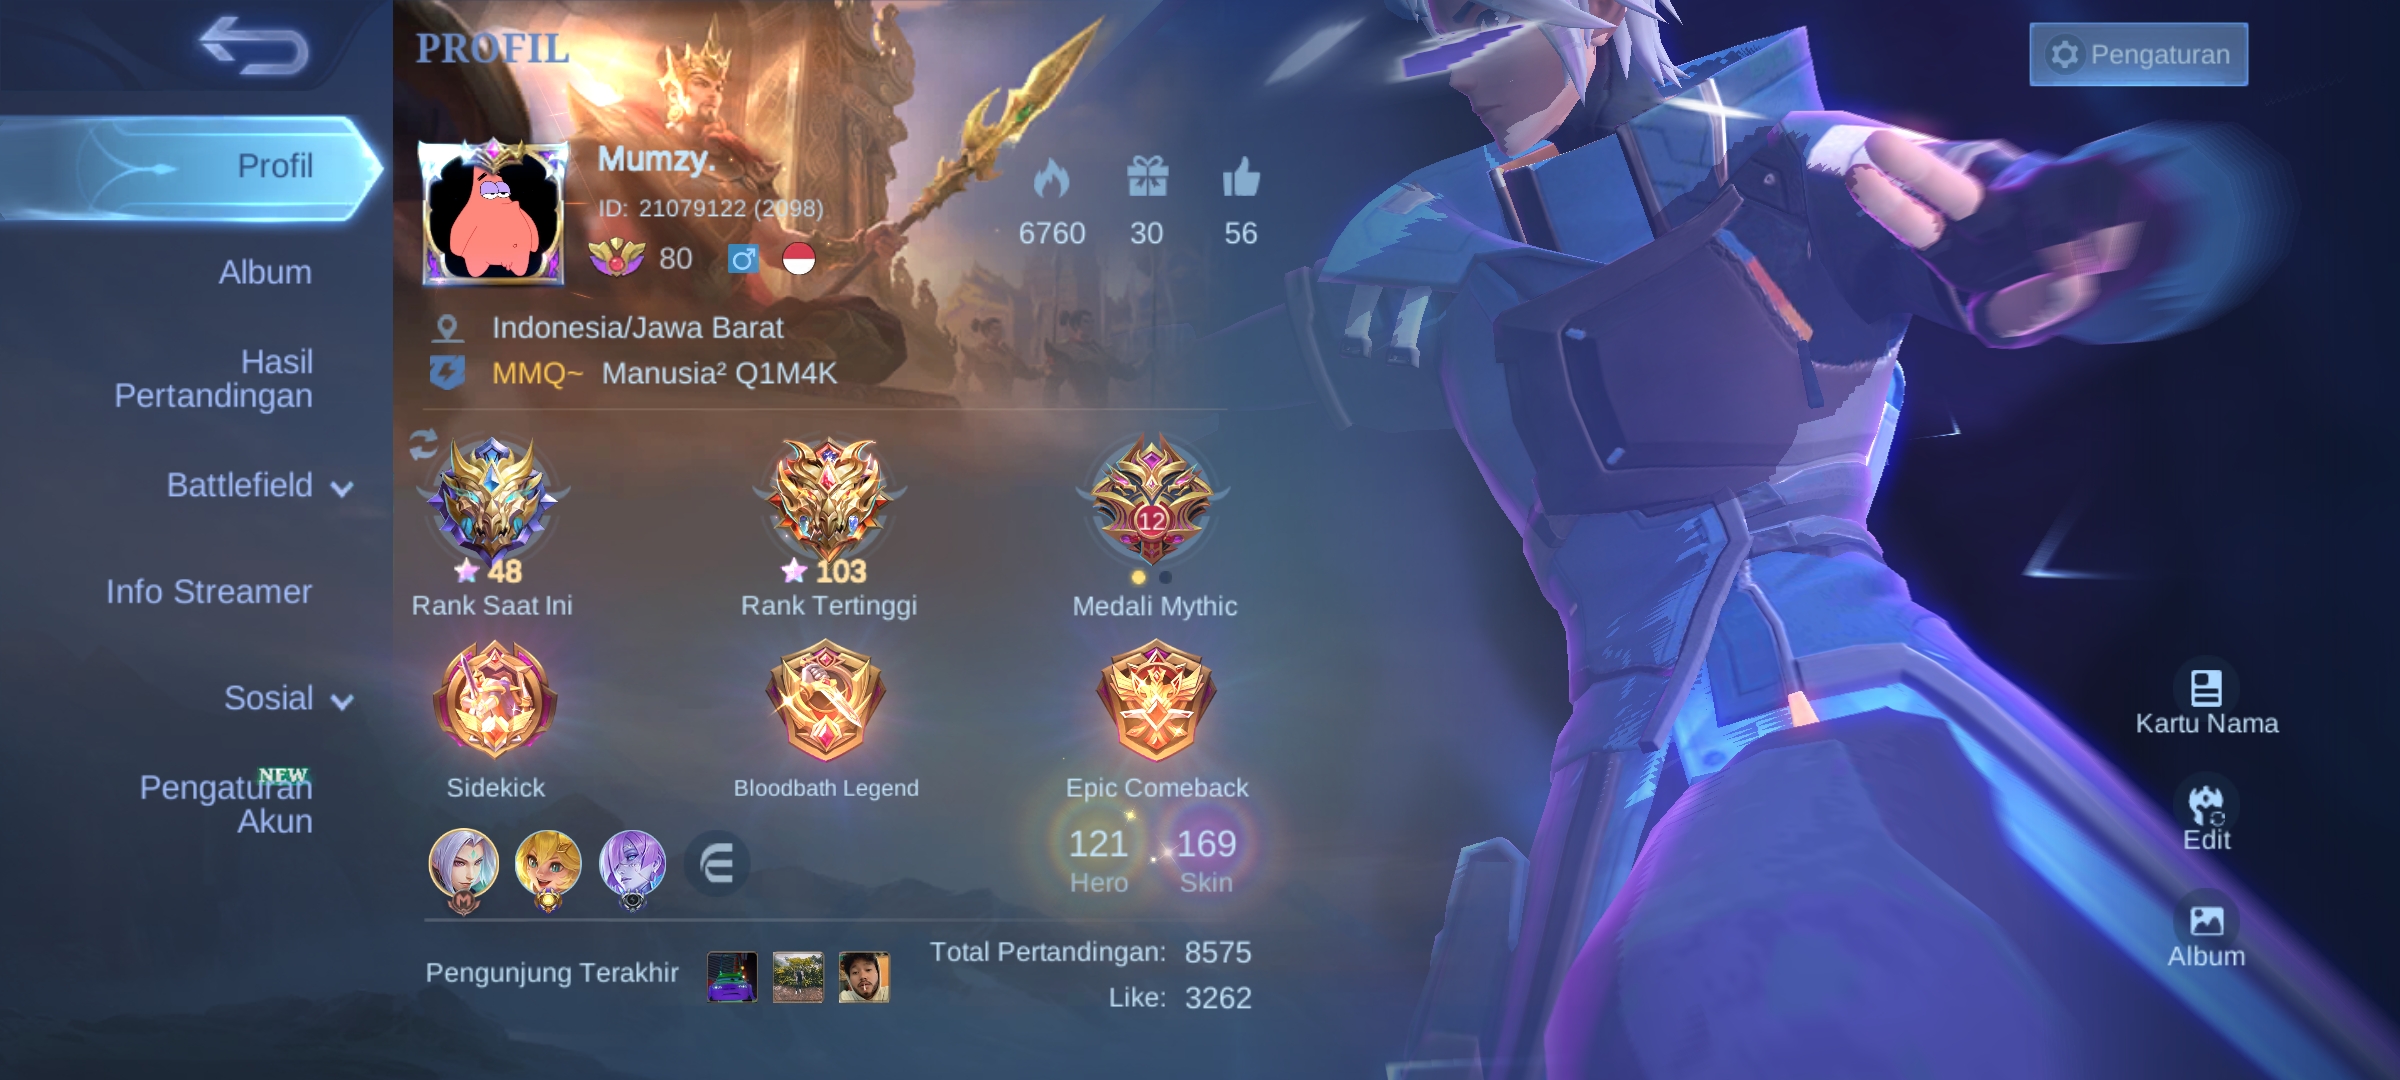 PROFIL
Pengaturan
Profil
Mumzy.
ID: 21079122 (2098)
80
6760
30
56
Album
Indonesia/Jawa Barat
MMQ~ Manusia² Q1M4K
Hasil
Pertandingan
Battlefield
12
48
103
Rank Saat Ini
Rank Tertinggi
Medali Mythic
Info Streamer
Sosial
NEW
Pengaturan
Akun
Sidekick
Bloodbath Legend
Epic Comeback
121
Hero
169
Skin
Pengunjung Terakhir
Total Pertandingan: 8575
Like: 3262
Kartu Nama
Edit
Album